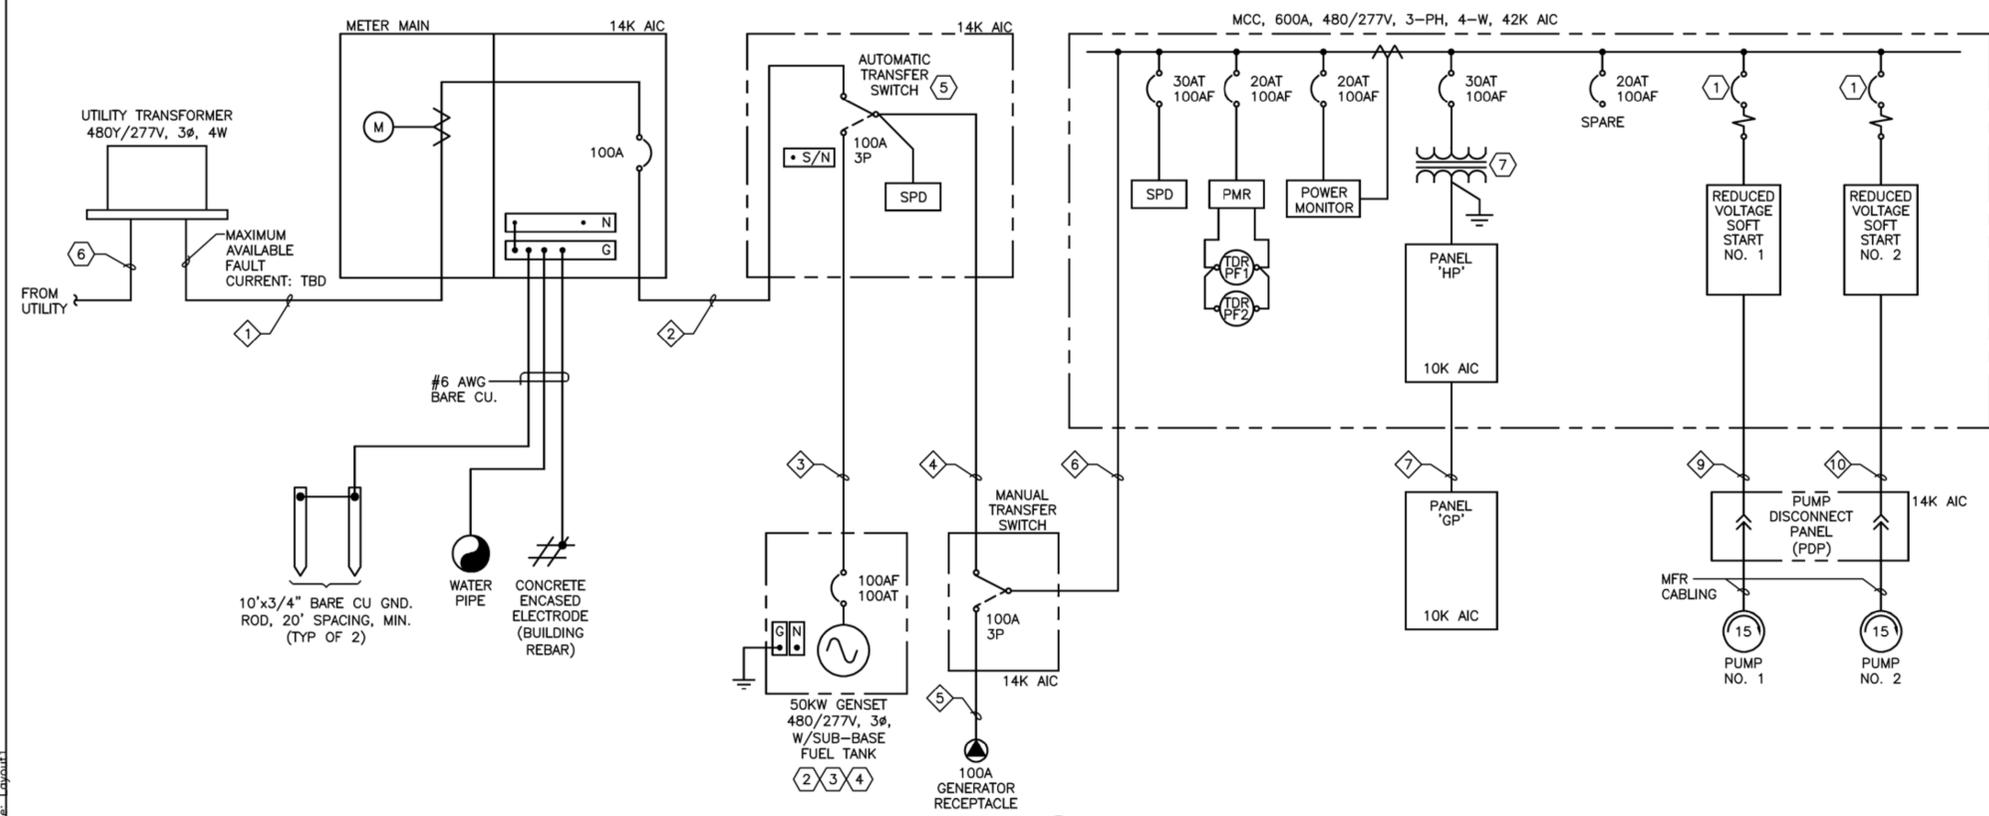 METER MAIN
14K AIC
M
100A
N
G
UTILITY TRANSFORMER
480Y/277V, 3ø, 4W
6
MAXIMUM
AVAILABLE
FAULT
CURRENT: TBD
FROM
UTILITY
1
2
#6 AWG
BARE CU.
10'x3/4" BARE CU GND.
ROD, 20' SPACING, MIN.
(TYP OF 2)
WATER
PIPE
CONCRETE
ENCASED
ELECTRODE
(BUILDING
REBAR)
14K AIC
AUTOMATIC
TRANSFER
SWITCH
5
100A
3P
S/N
SPD
3
4
6
100AF
100AT
G N
50KW GENSET
480/277V, 3ø,
W/SUB-BASE
FUEL TANK
2 3 4
MANUAL
TRANSFER
SWITCH
100A
3P
14K AIC
5
100A
GENERATOR
RECEPTACLE
MCC, 600A, 480/277V, 3-PH, 4-W, 42K AIC
30AT
100AF
SPD
20AT
100AF
PMR
TDR
PF1
TDR
PF2
20AT
100AF
POWER
MONITOR
30AT
100AF
7
PANEL
'HP'
10K AIC
7
PANEL
'GP'
10K AIC
20AT
100AF
SPARE
1
REDUCED
VOLTAGE
SOFT
START
NO. 1
1
REDUCED
VOLTAGE
SOFT
START
NO. 2
9
10
PUMP
DISCONNECT
PANEL
(PDP)
14K AIC
MFR
CABLING
15
PUMP
NO. 1
15
PUMP
NO. 2